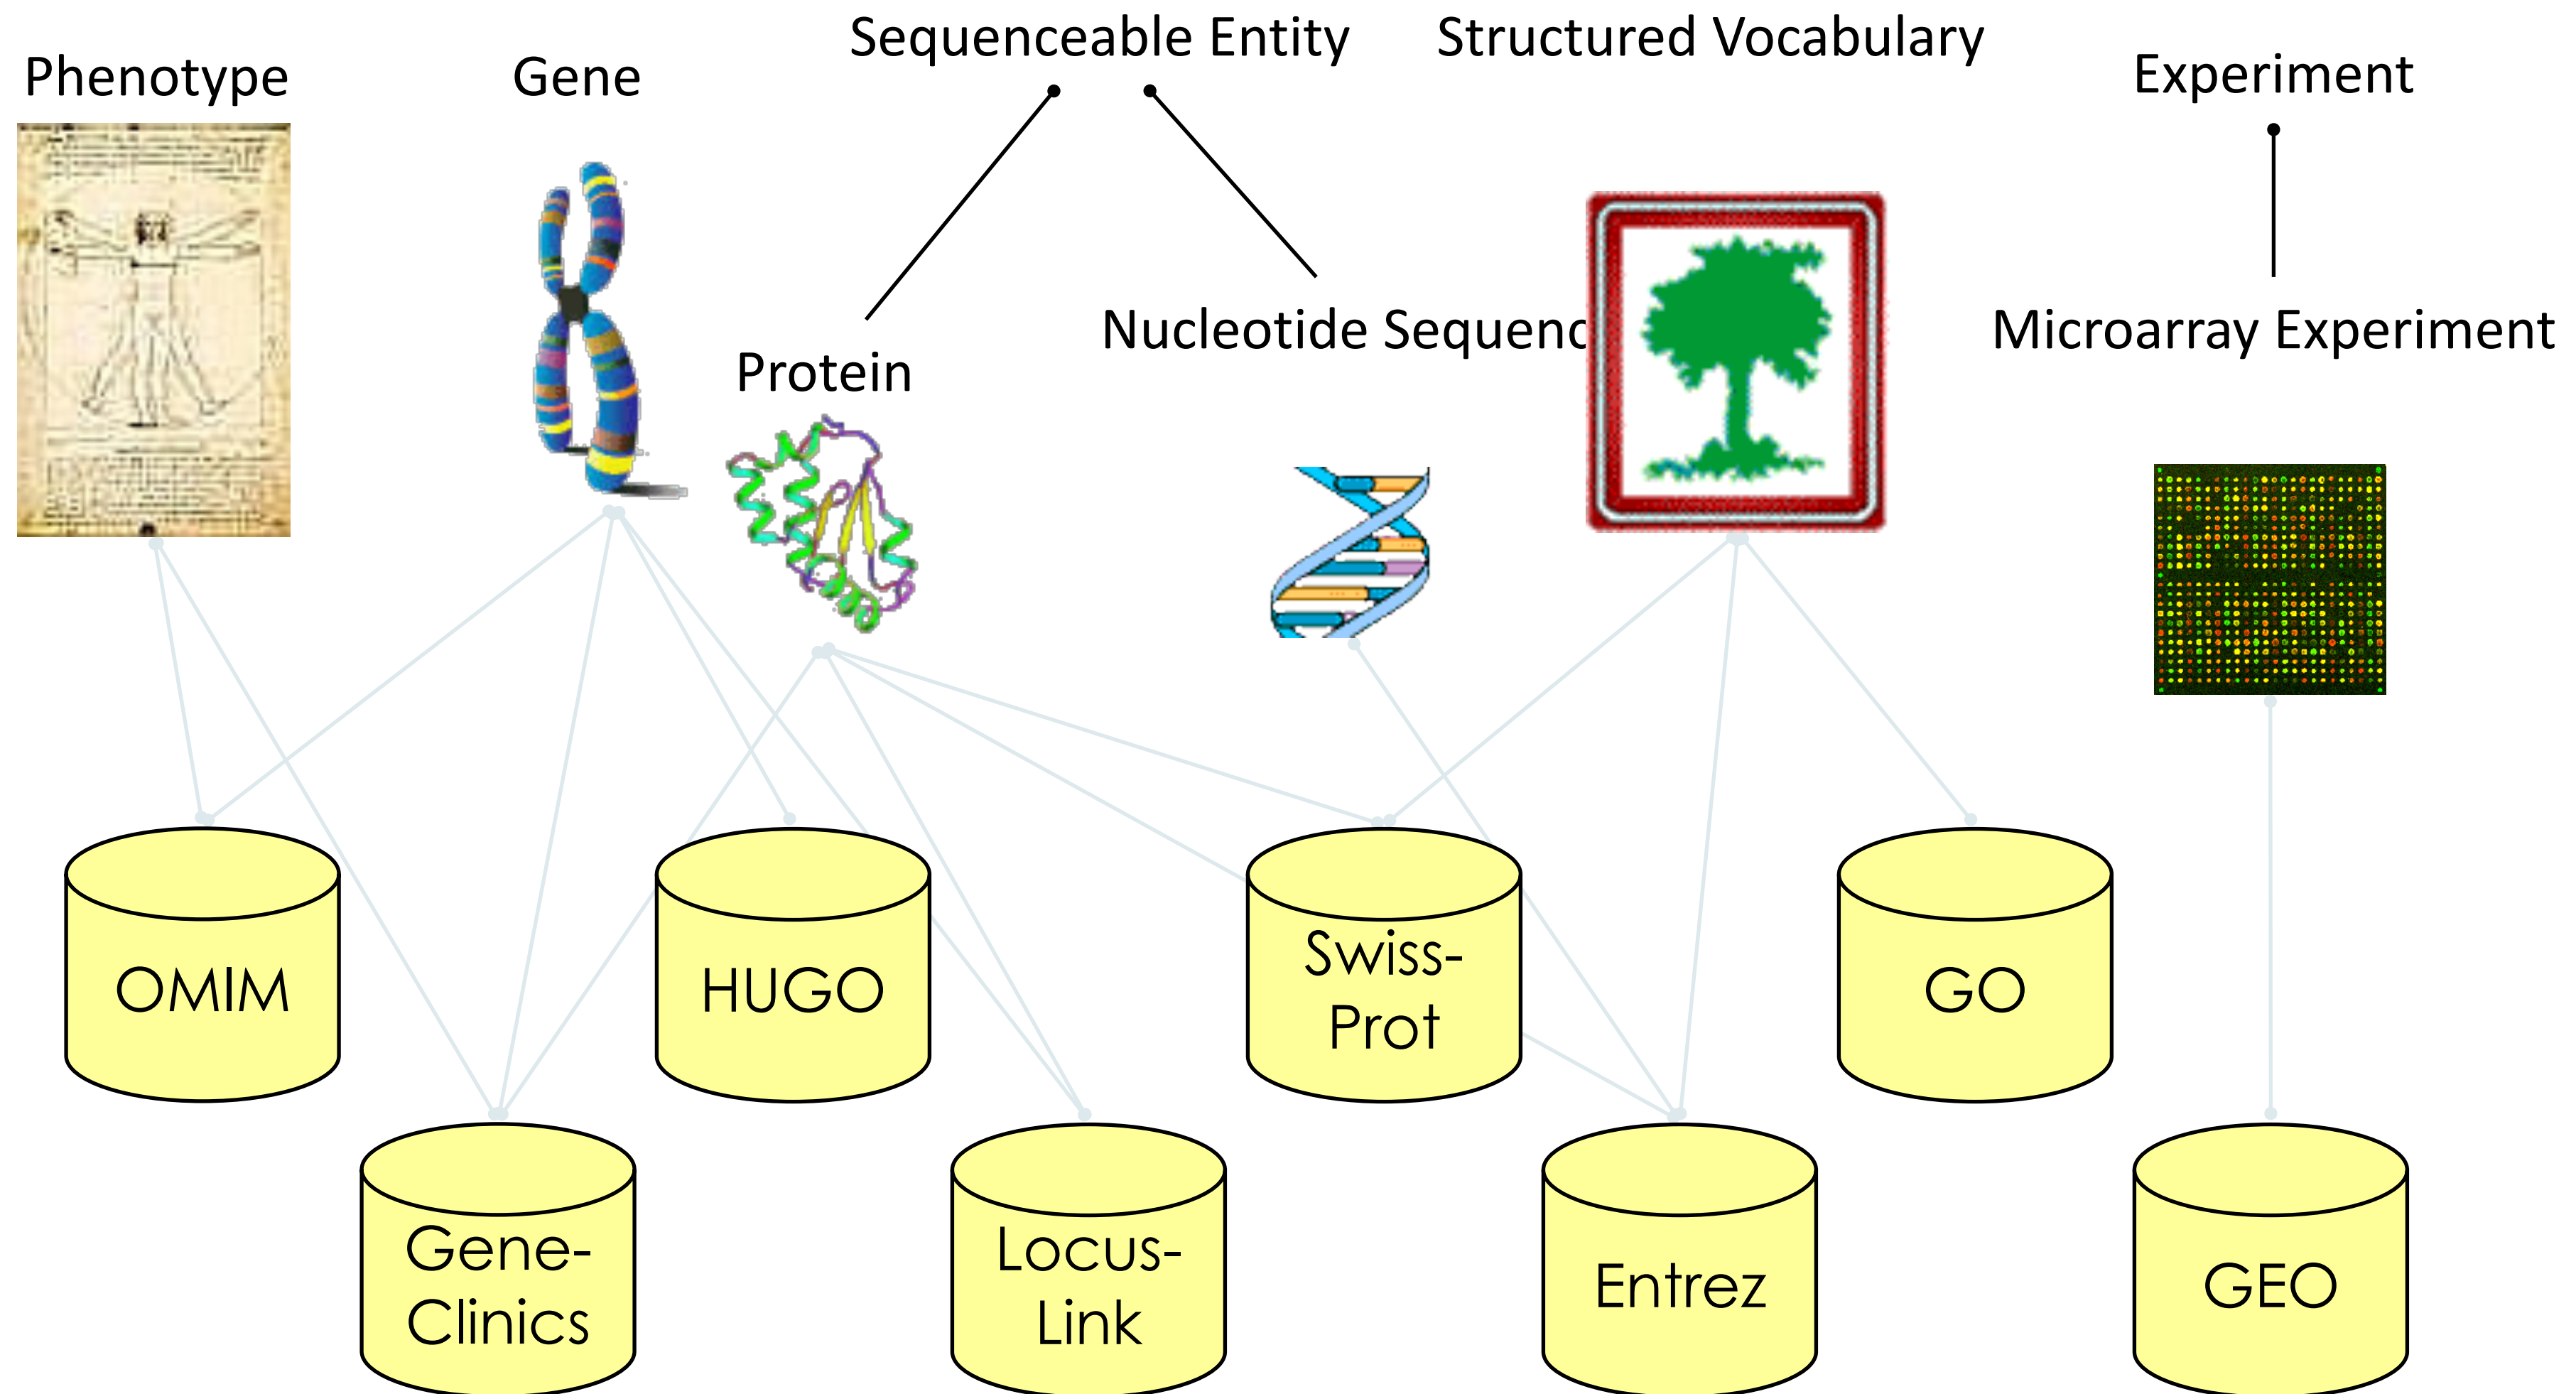 Phenotype
Gene
Sequenceable Entity
Structured Vocabulary
Experiment
Protein
Nucleotide Sequenc
Microarray Experiment
OMIM
HUGO
Swiss-
Prot
GO
Gene-
Clinics
Locus-
Link
Entrez
GEO